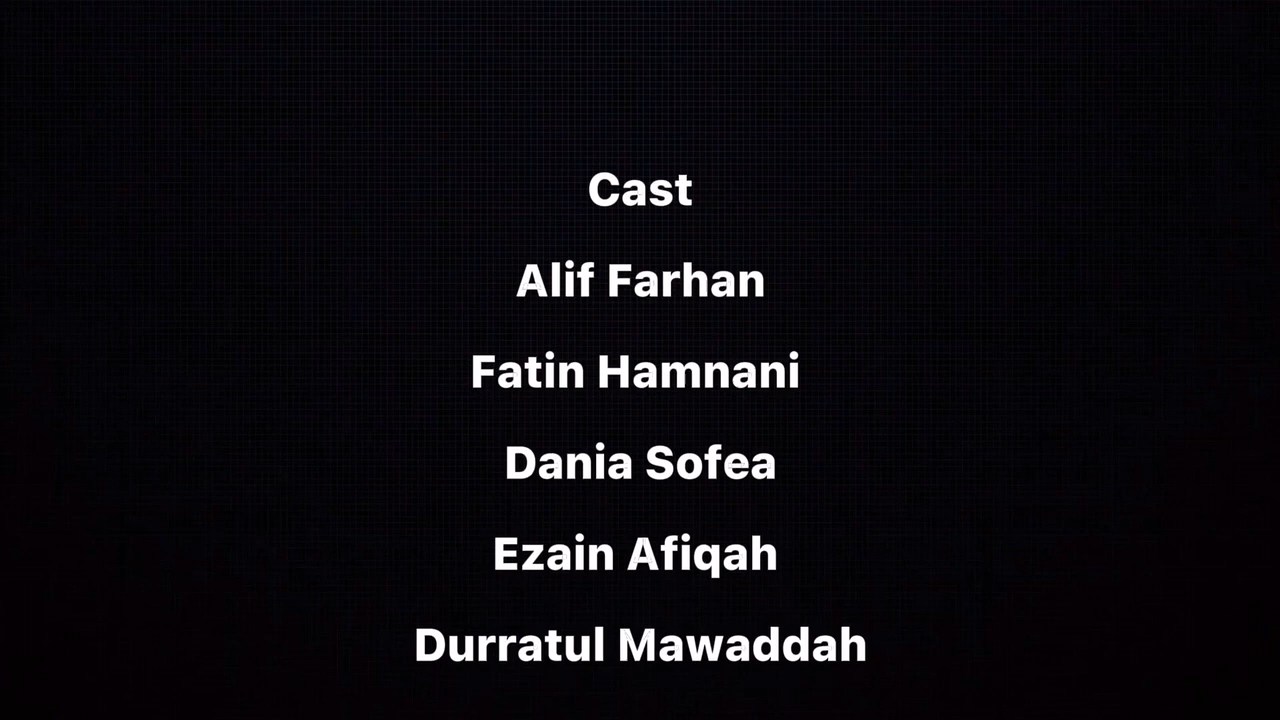 Cast
Alif Farhan
Fatin Hamnani
Dania Sofea
Ezain Afiqah
Durratul Mawaddah